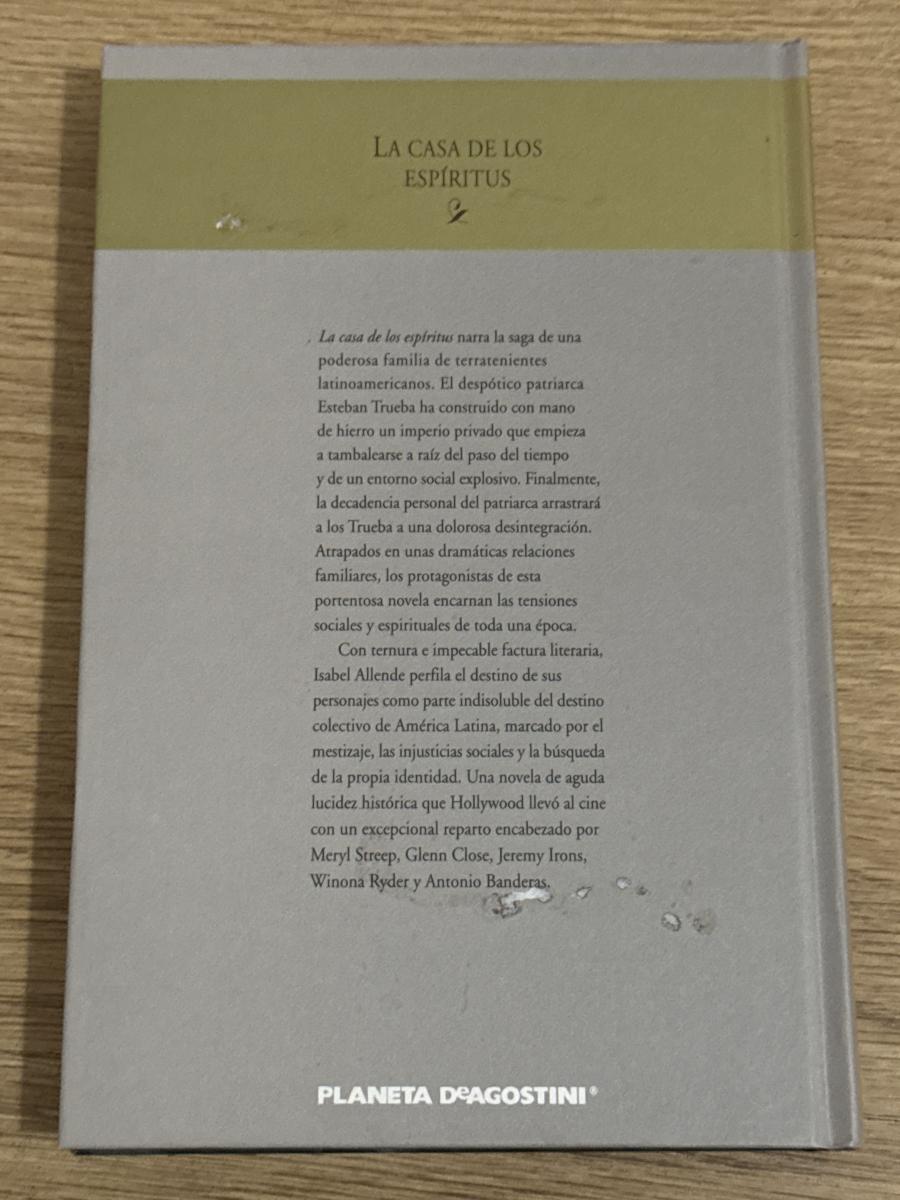 LA CASA DE LOS
ESPÍRITUS
La casa de los espíritus narra la saga de una
poderosa familia de terratenientes
latinoamericanos. El despótico patriarca
Esteban Trueba ha construido con mano
de hierro un imperio privado que empieza
a tambalearse a raíz del paso del tiempo
y de un entorno social explosivo. Finalmente,
la decadencia personal del patriarca arrastrará
a los Trueba a una dolorosa desintegración.
Atrapados en unas dramáticas relaciones
familiares, los protagonistas de esta
portentosa novela encarnan las tensiones
sociales y espirituales de toda una época.
Con ternura e impecable factura literaria,
Isabel Allende perfila el destino de sus
personajes como parte indisoluble del destino
colectivo de América Latina, marcado por el
mestizaje, las injusticias sociales y la búsqueda
de la propia identidad. Una novela de aguda
lucidez histórica que Hollywood llevó al cine
con un excepcional reparto encabezado por
Meryl Streep, Glenn Close, Jeremy Irons,
Winona Ryder y Antonio Banderas.
PLANETA DeAGOSTINI®